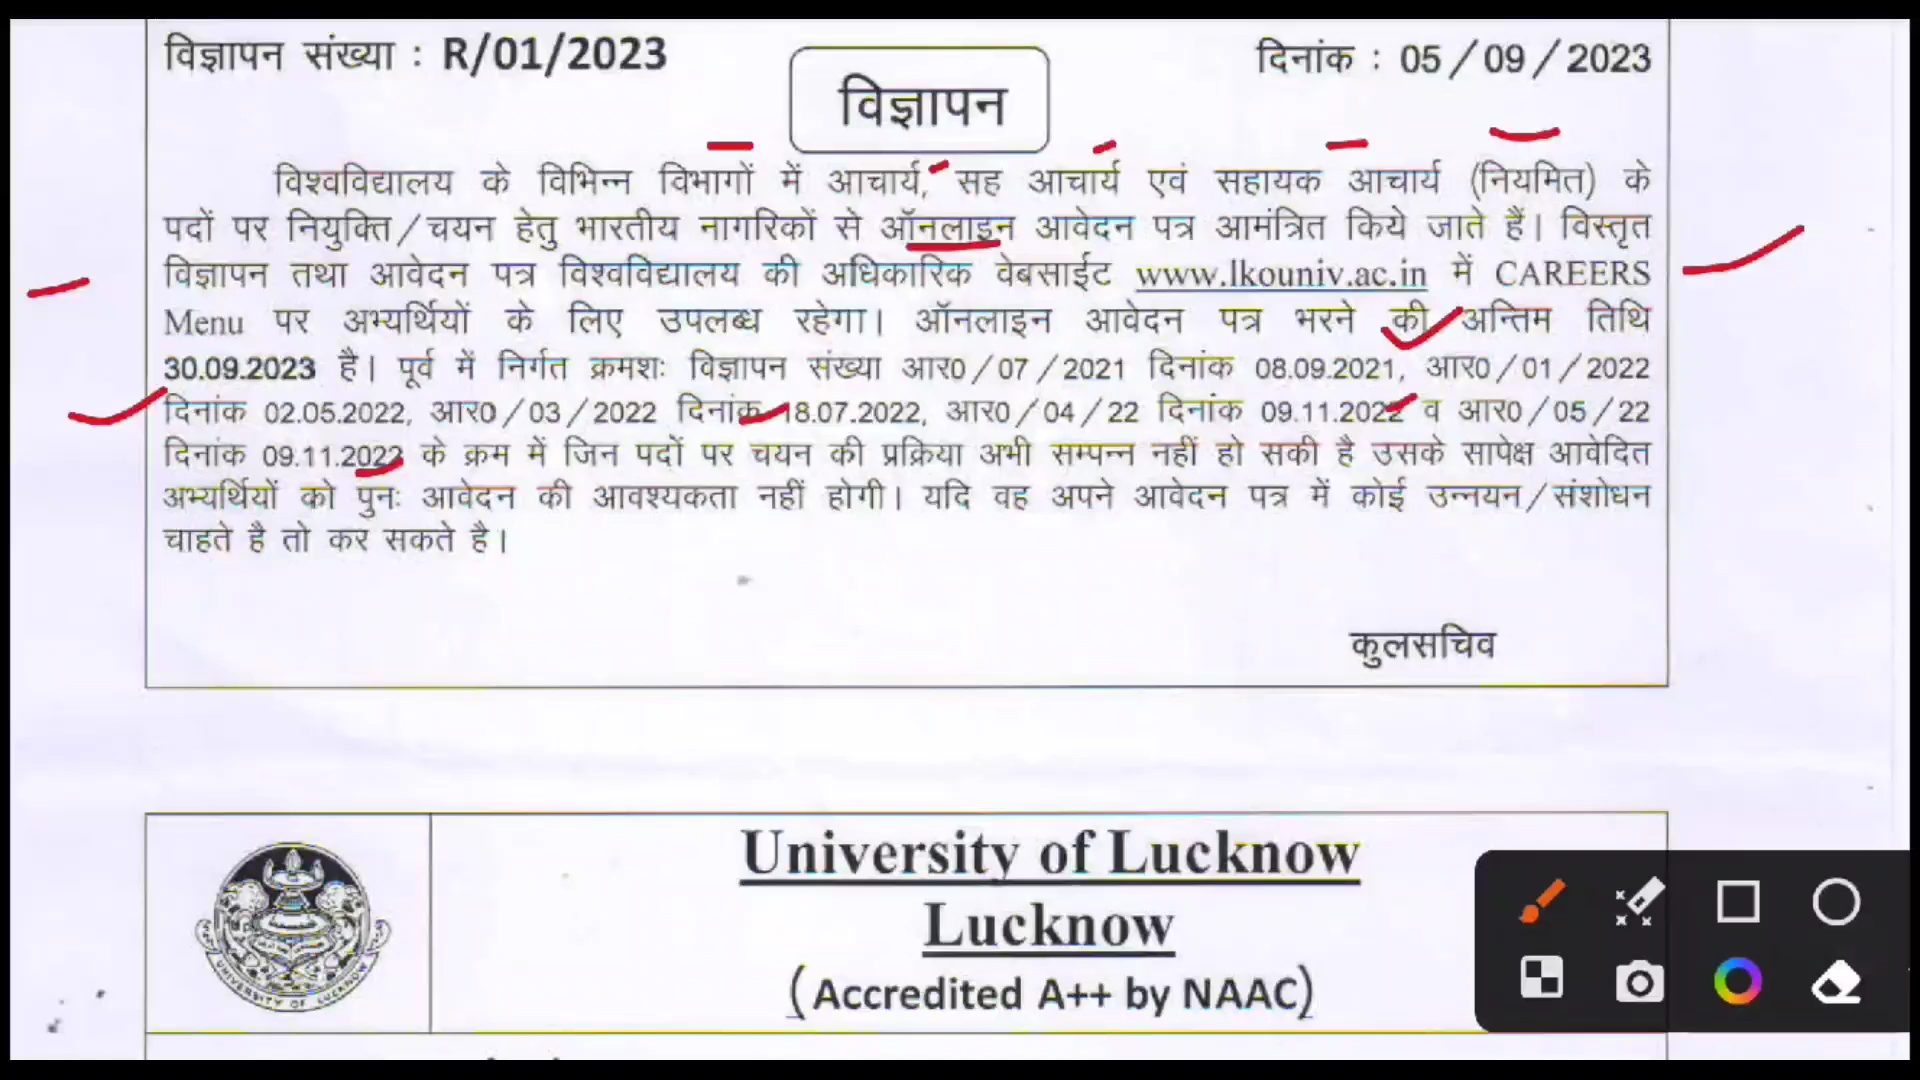 विज्ञापन संख्या : R/01/2023
दिनांक : 05/09/2023
विज्ञापन
विश्वविद्यालय के विभिन्न विभागों में आचार्य, सह आचार्य एवं सहायक आचार्य (नियमित) के
पदों पर नियुक्ति/चयन हेतु भारतीय नागरिकों से ऑनलाइन आवेदन पत्र आमंत्रित किये जाते हैं। विस्तृत
विज्ञापन तथा आवेदन पत्र विश्वविद्यालय की अधिकारिक वेबसाईट www.lkouniv.ac.in में CAREERS
Menu पर अभ्यर्थियों के लिए उपलब्ध रहेगा। ऑनलाइन आवेदन पत्र भरने की अन्तिम तिथि
30.09.2023 है। पूर्व में निर्गत क्रमशः विज्ञापन संख्या आर0/07/2021 दिनांक 08.09.2021, आर0/01/2022
दिनांक 02.05.2022, आर0/03/2022 दिनांक 18.07.2022, आर0/04/22 दिनांक 09.11.2022 व आर0/05/22
दिनांक 09.11.2022 के क्रम में जिन पदों पर चयन की प्रक्रिया अभी सम्पन्न नहीं हो सकी है उसके सापेक्ष आवेदित
अभ्यर्थियों को पुनः आवेदन की आवश्यकता नहीं होगी। यदि वह अपने आवेदन पत्र में कोई उन्नयन/संशोधन
चाहते है तो कर सकते है।
कुलसचिव
University of Lucknow
Lucknow
(Accredited A++ by NAAC)
UNIVERSITY OF LUCKNOW